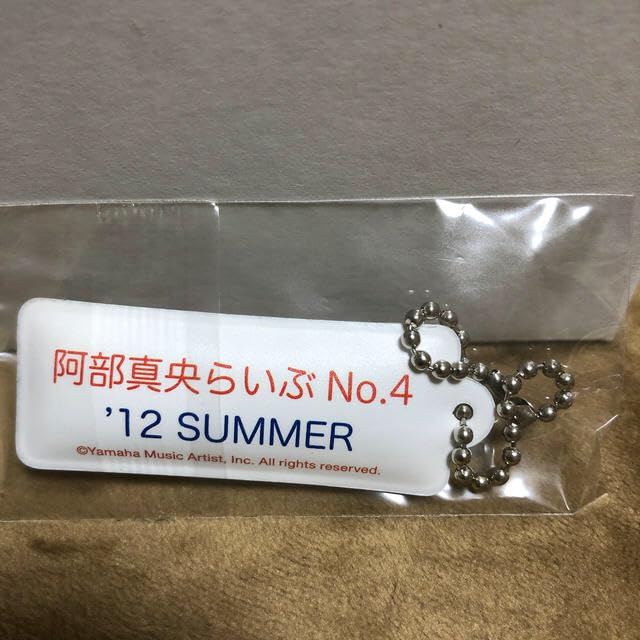 阿部真央らいぶ No.4
’12 SUMMER
©Yamaha Music Artist, Inc. All rights reserved.